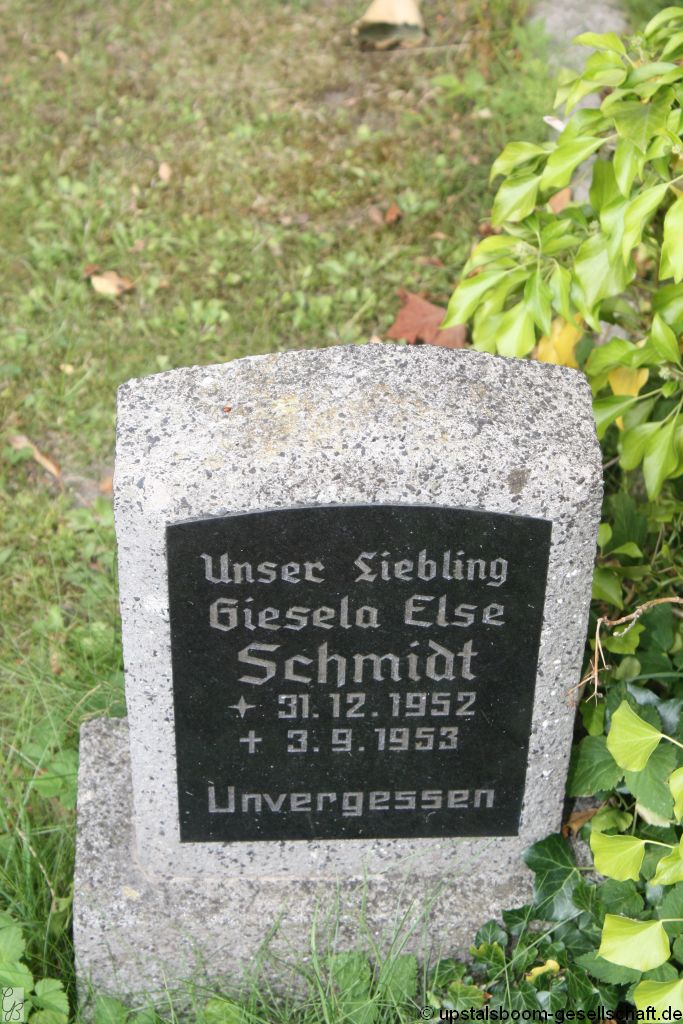 Unser Liebling
Giesela Else
Schmidt
✶ 31.12.1952
✝ 3.9.1953
Unvergessen
© upstalsboom-gesellschaft.de